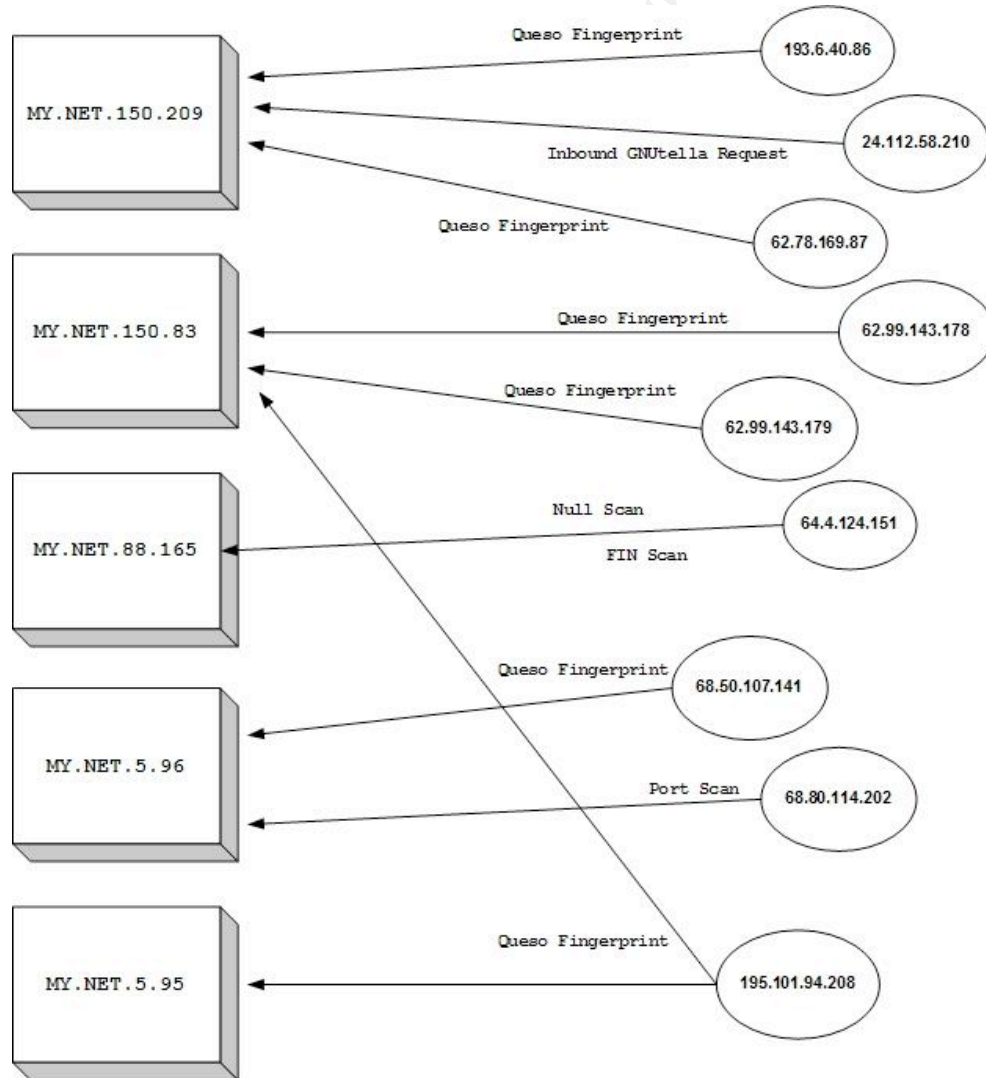 Queso Fingerprint
193.6.40.86
MY.NET.150.209
24.112.58.210
Inbound GNUtella Request
Queso Fingerprint
62.78.169.87
Queso Fingerprint
MY.NET.150.83
62.99.143.178
Queso Fingerprint
62.99.143.179
Null Scan
64.4.124.151
MY.NET.88.165
FIN Scan
Queso Fingerprint
68.50.107.141
MY.NET.5.96
Port Scan
68.80.114.202
Queso Fingerprint
MY.NET.5.95
195.101.94.208